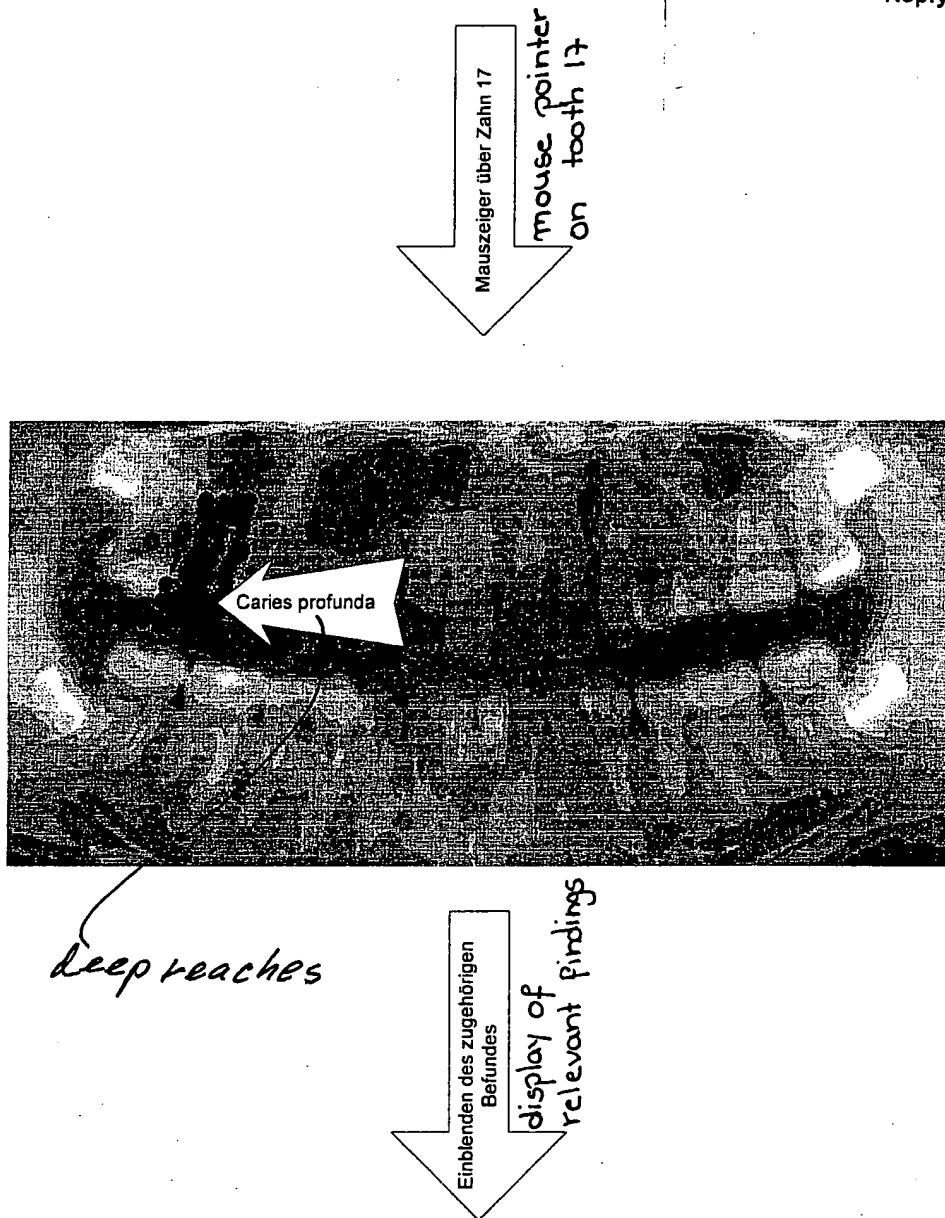 Mauszeiger über Zahn 17
mouse pointer
on tooth 17
Caries profunda
deep reaches
Einblenden des zugehörigen
Befundes
display of
relevant findings